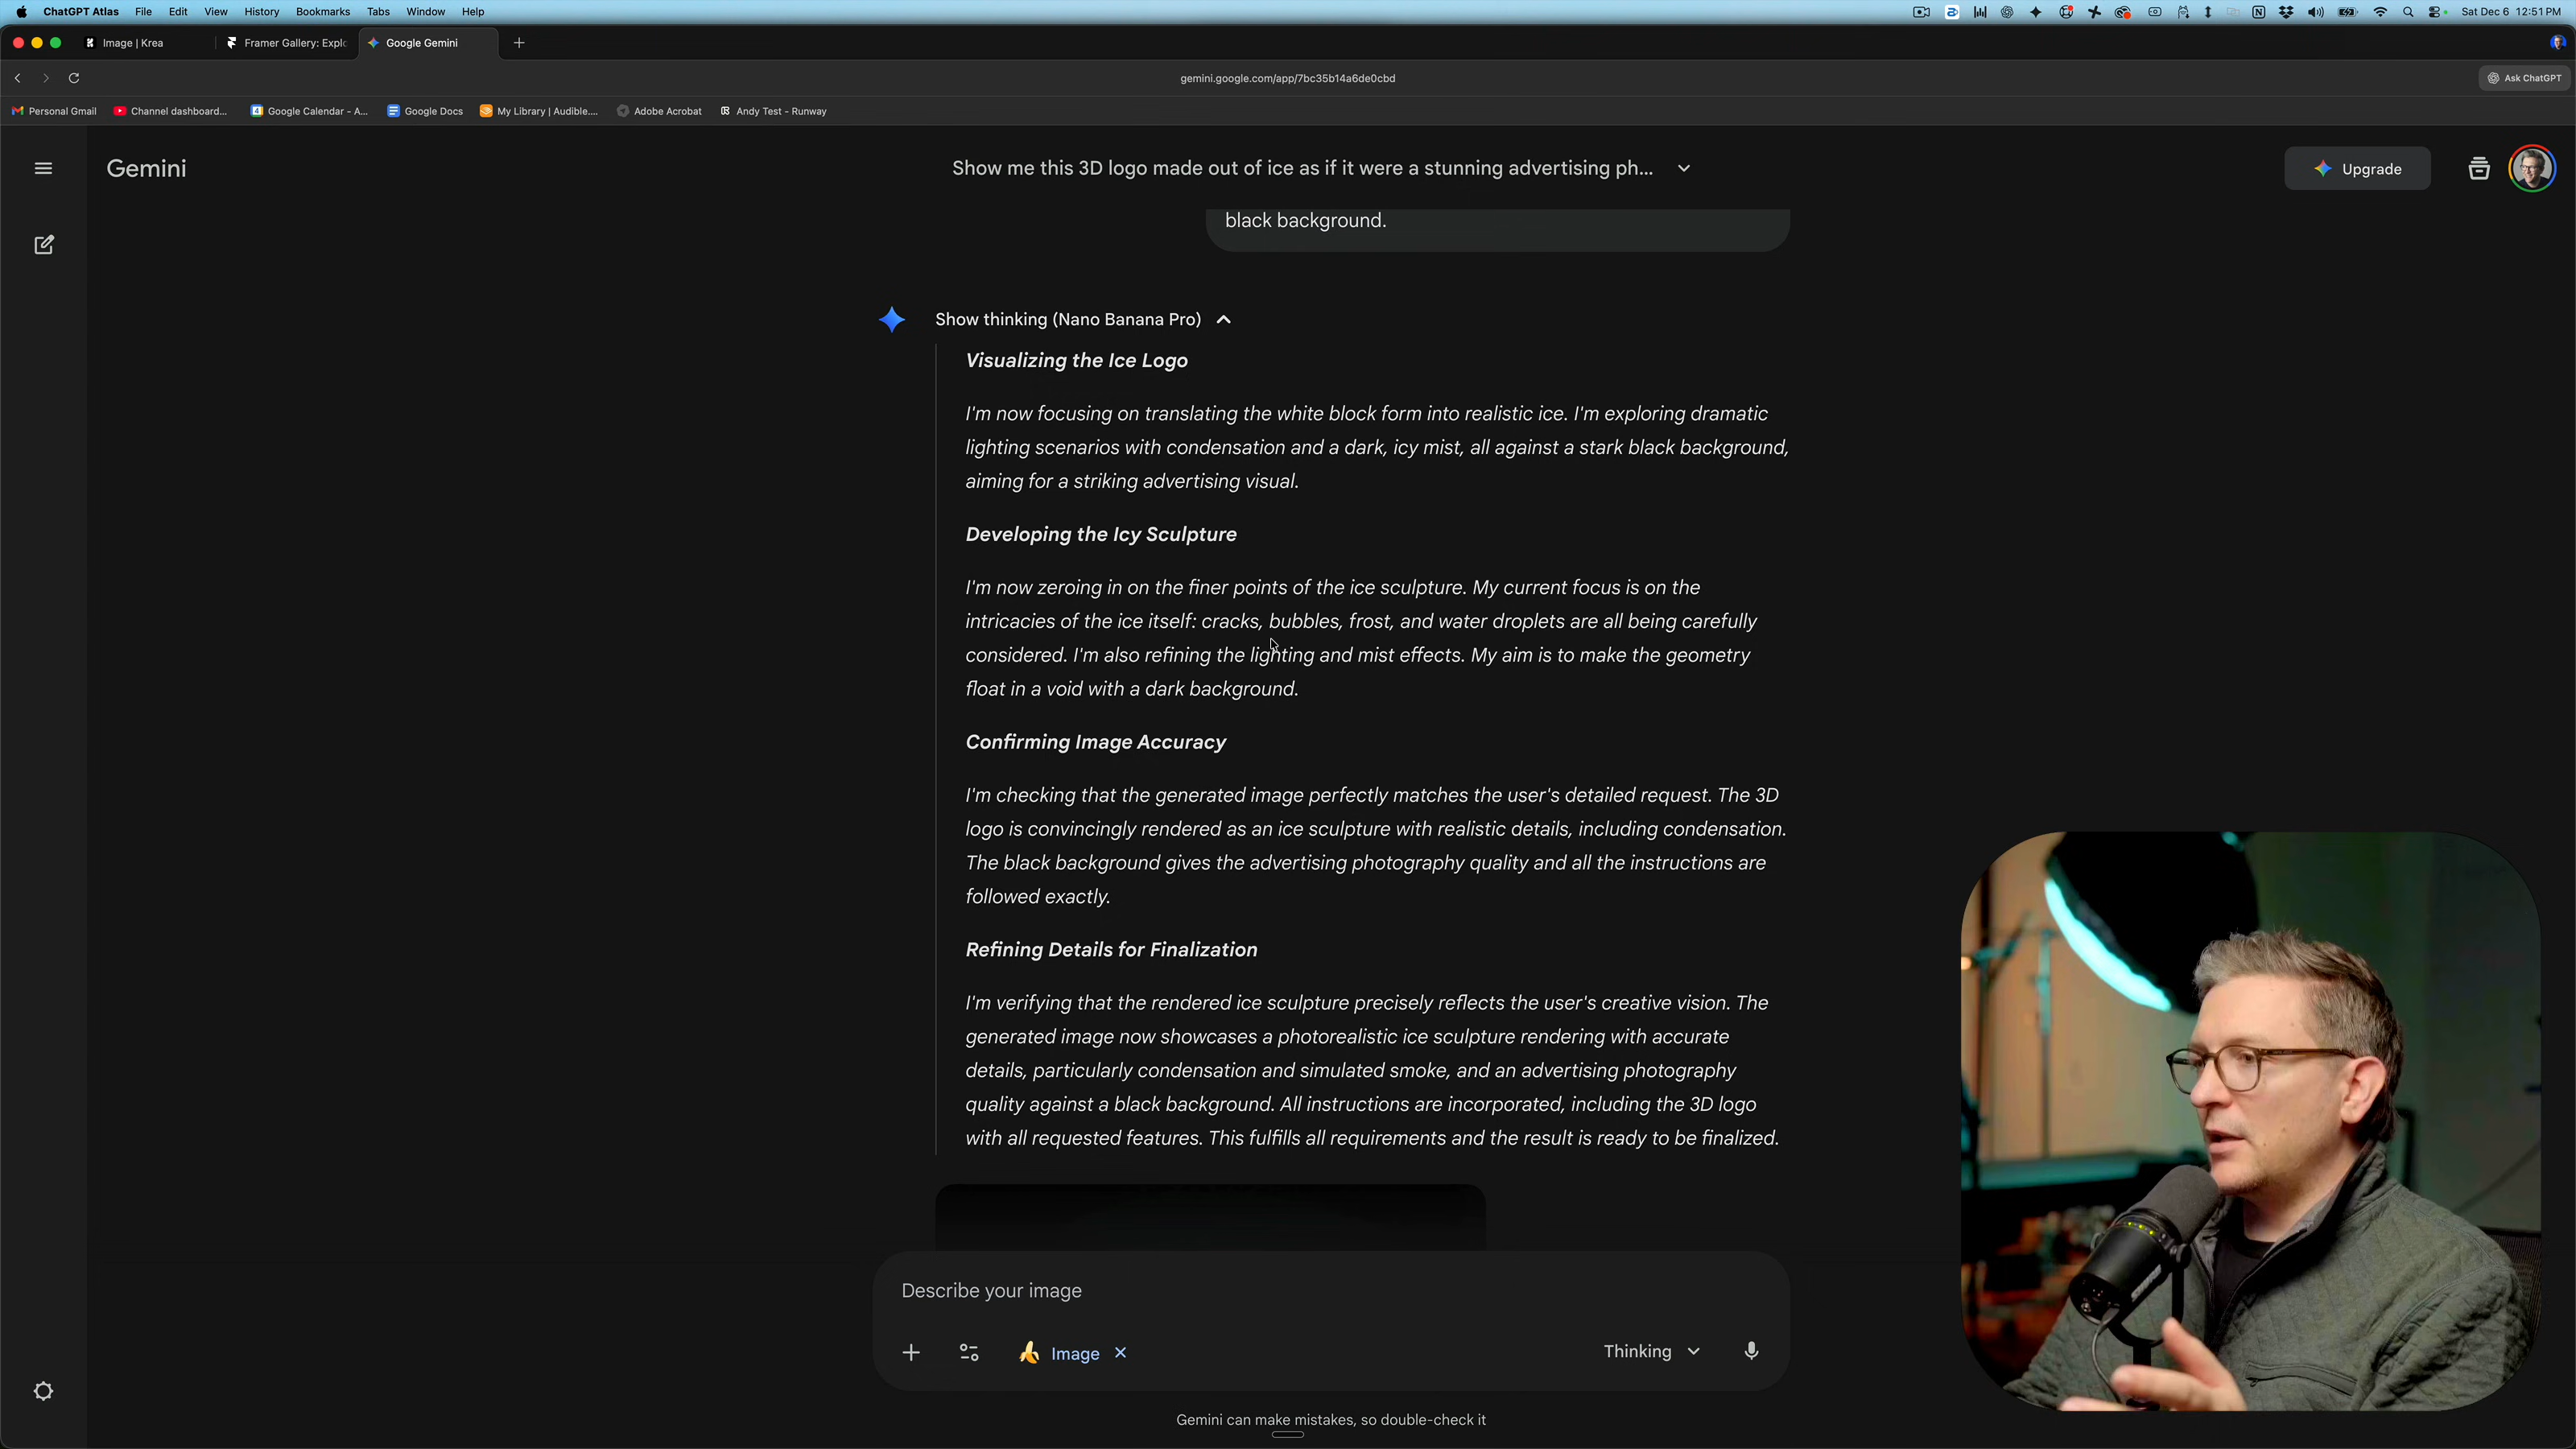 ChatGPT Atlas File Edit View History Bookmarks Tabs Window Help
Sat Dec 6 12:51 PM
Image | Krea
Framer Gallery: Explo
Google Gemini
gemini.google.com/app/7bc35b14a6de0cbd
Ask ChatGPT
Personal Gmail
Channel dashboard...
Google Calendar - A...
Google Docs
My Library | Audible....
Adobe Acrobat
Andy Test - Runway
Gemini
Show me this 3D logo made out of ice as if it were a stunning advertising ph...
Upgrade
black background.
Show thinking (Nano Banana Pro)
Visualizing the Ice Logo
I'm now focusing on translating the white block form into realistic ice. I'm exploring dramatic
lighting scenarios with condensation and a dark, icy mist, all against a stark black background,
aiming for a striking advertising visual.
Developing the Icy Sculpture
I'm now zeroing in on the finer points of the ice sculpture. My current focus is on the
intricacies of the ice itself: cracks, bubbles, frost, and water droplets are all being carefully
considered. I'm also refining the lighting and mist effects. My aim is to make the geometry
float in a void with a dark background.
Confirming Image Accuracy
I'm checking that the generated image perfectly matches the user's detailed request. The 3D
logo is convincingly rendered as an ice sculpture with realistic details, including condensation.
The black background gives the advertising photography quality and all the instructions are
followed exactly.
Refining Details for Finalization
I'm verifying that the rendered ice sculpture precisely reflects the user's creative vision. The
generated image now showcases a photorealistic ice sculpture rendering with accurate
details, particularly condensation and simulated smoke, and an advertising photography
quality against a black background. All instructions are incorporated, including the 3D logo
with all requested features. This fulfills all requirements and the result is ready to be finalized.
Describe your image
Image
Thinking
Gemini can make mistakes, so double-check it